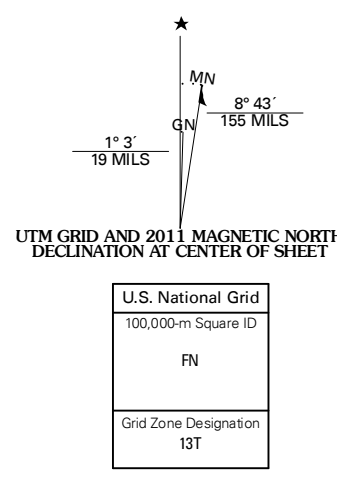 MN
8° 43´
155 MILS
GN
1° 3´
19 MILS
UTM GRID AND 2011 MAGNETIC NORTH
DECLINATION AT CENTER OF SHEET
U.S. National Grid
100,000-m Square ID
FN
Grid Zone Designation
13T